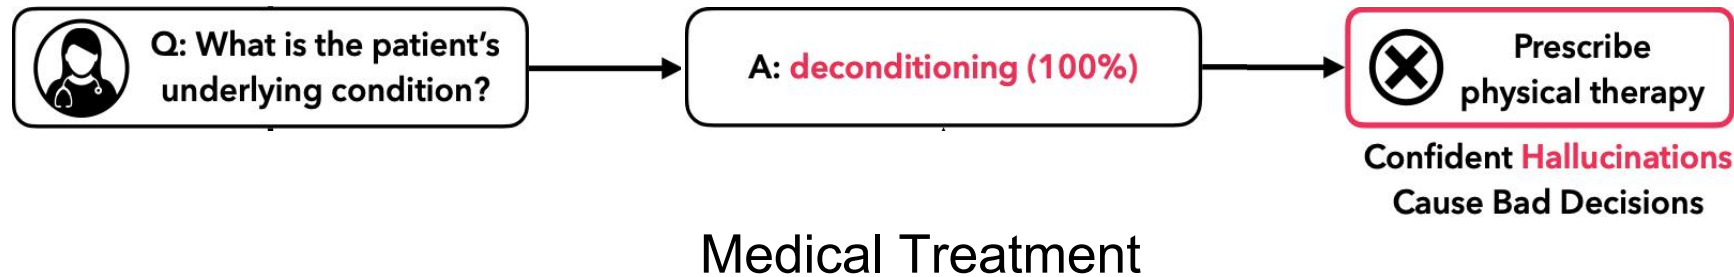 Q: What is the patient's
underlying condition?
A: deconditioning (100%)
Prescribe
physical therapy
Confident Hallucinations
Cause Bad Decisions
Medical Treatment